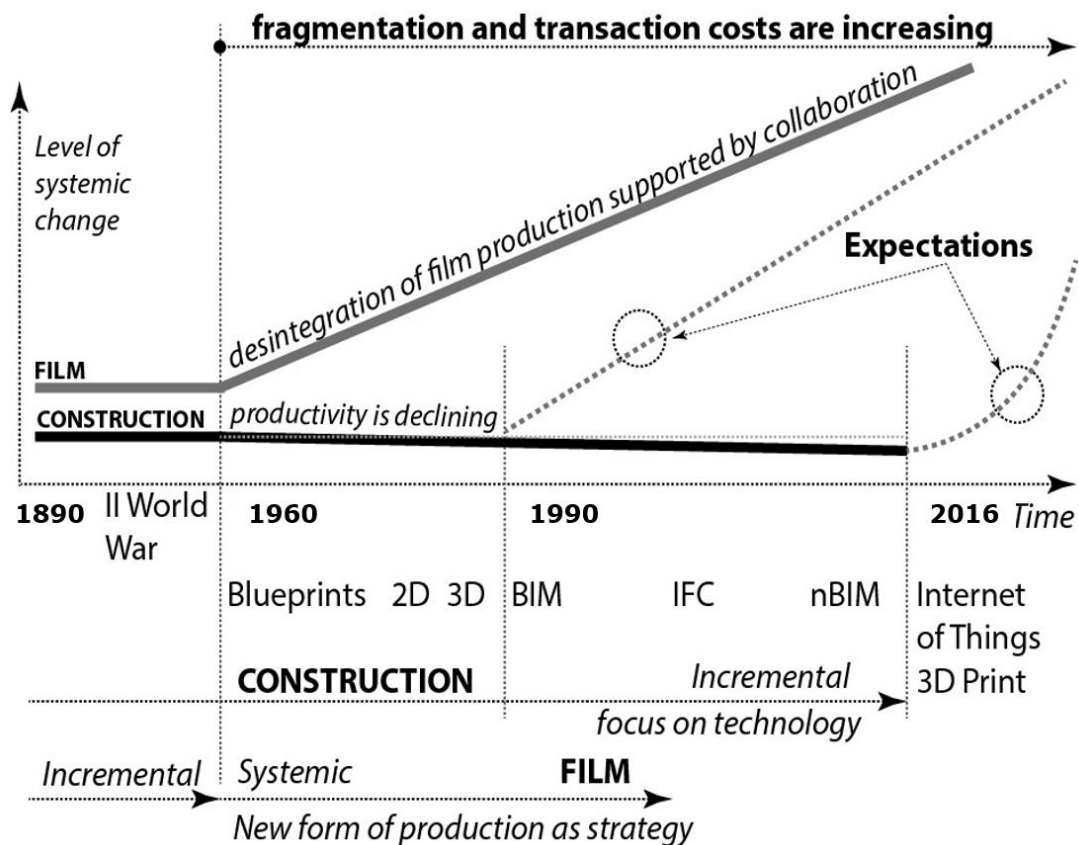 fragmentation and transaction costs are increasing
Level of
systemic
change
desintegration of film production supported by collaboration
Expectations
FILM
CONSTRUCTION
productivity is declining
1890
II World
War
1960
1990
2016
Time
Blueprints 2D 3D BIM IFC nBIM
Internet
of Things
3D Print
CONSTRUCTION
Incremental
focus on technology
Incremental
Systemic
FILM
New form of production as strategy